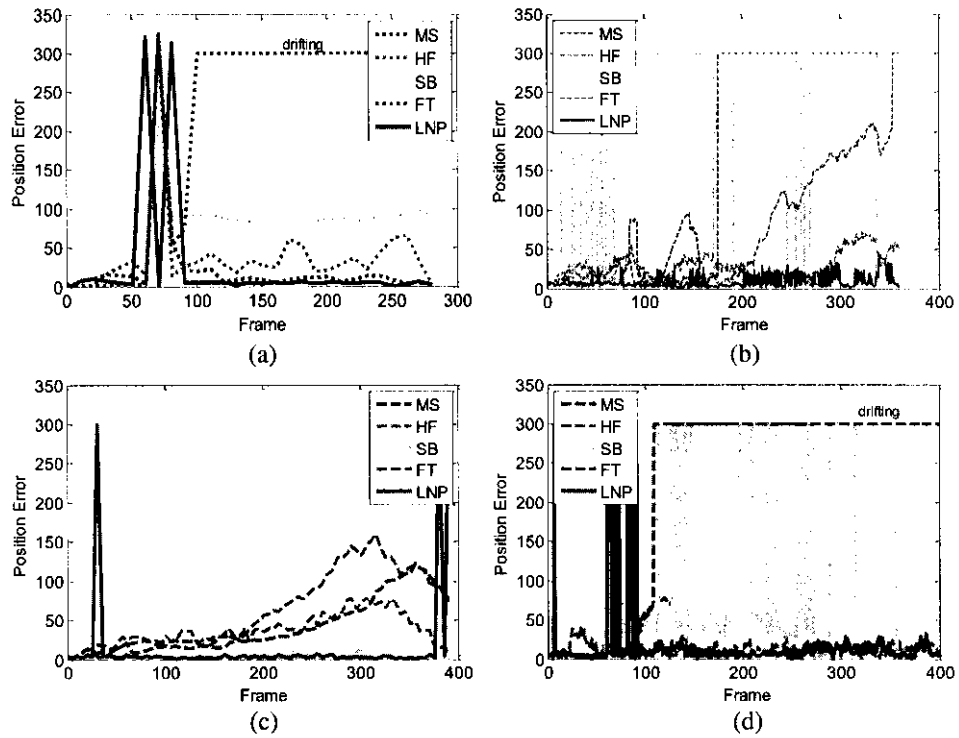 350
300
250
200
150
100
50
0
Position Error
0 100 150 200 250 300
50
Frame
drifting
MS
HF
SB
FT
LNP
(a)
350
300
250
200
150
100
50
0
Position Error
0 100 200 300 400
Frame
MS
HF
SB
FT
LNP
(b)
350
300
250
200
150
100
50
0
Position Error
0 100 200 300 400
Frame
MS
HF
SB
FT
LNP
(c)
350
300
250
200
150
100
50
0
Position Error
0 100 200 300 400
Frame
drifting
MS
HF
SB
FT
LNP
(d)